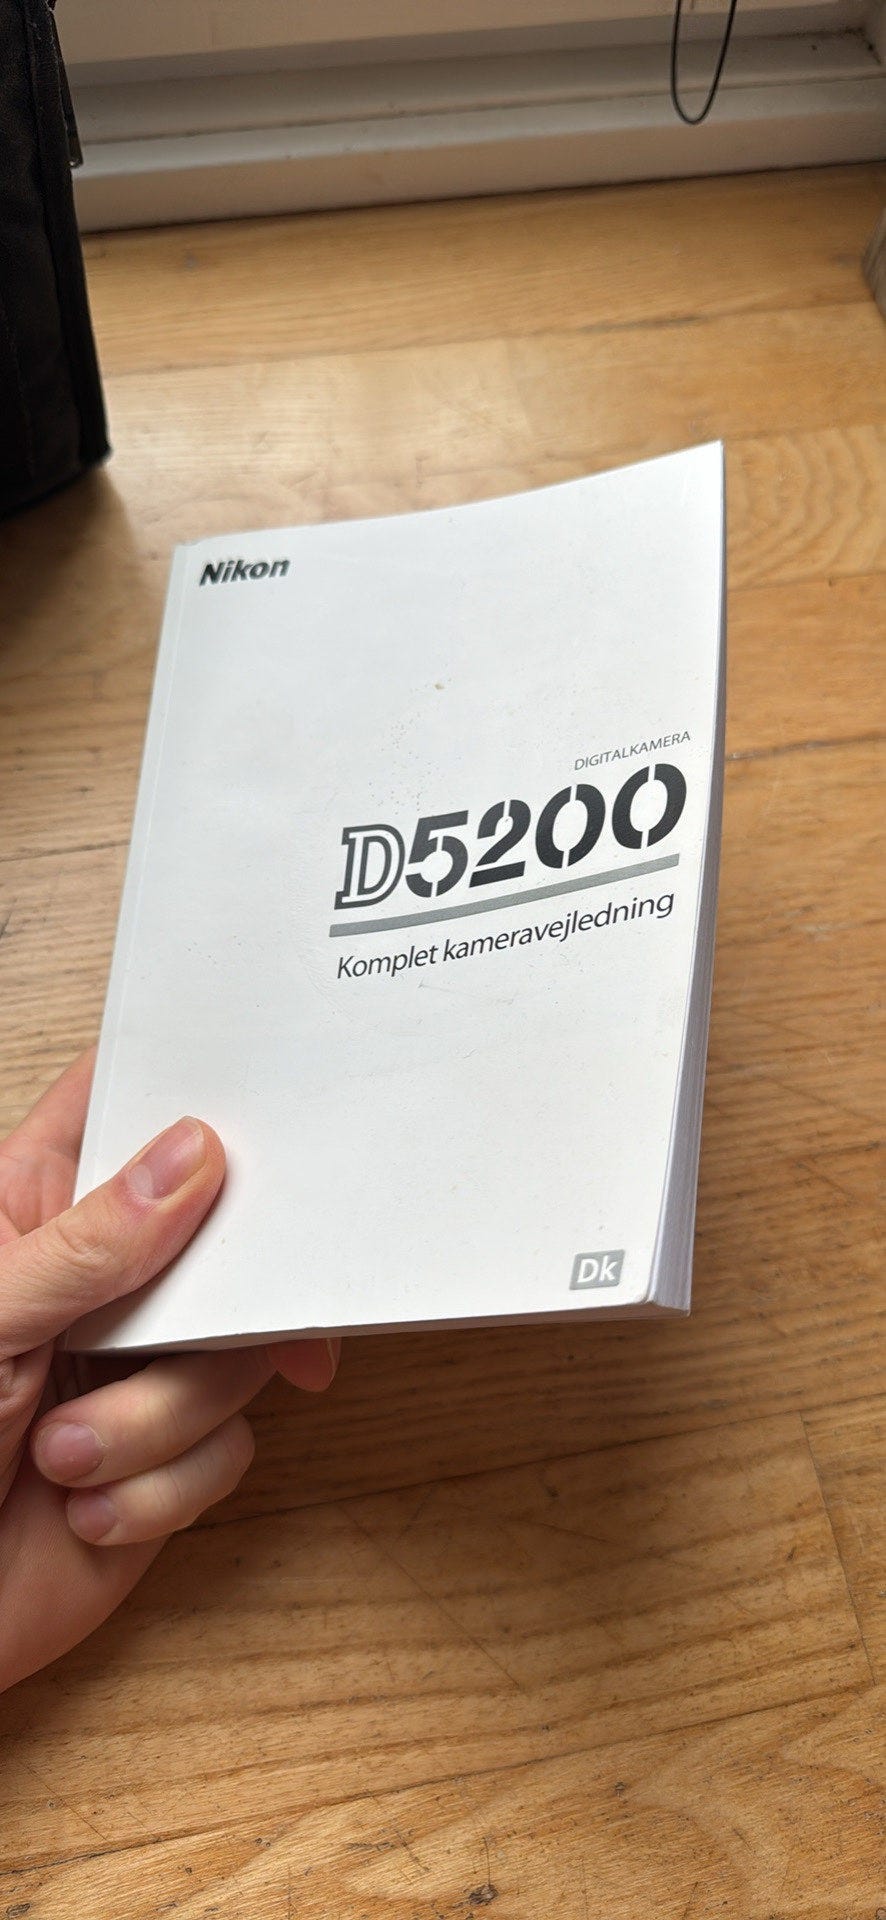 Nikon
DIGITALKAMERA
D5200
Komplet kameravejledning
Dk